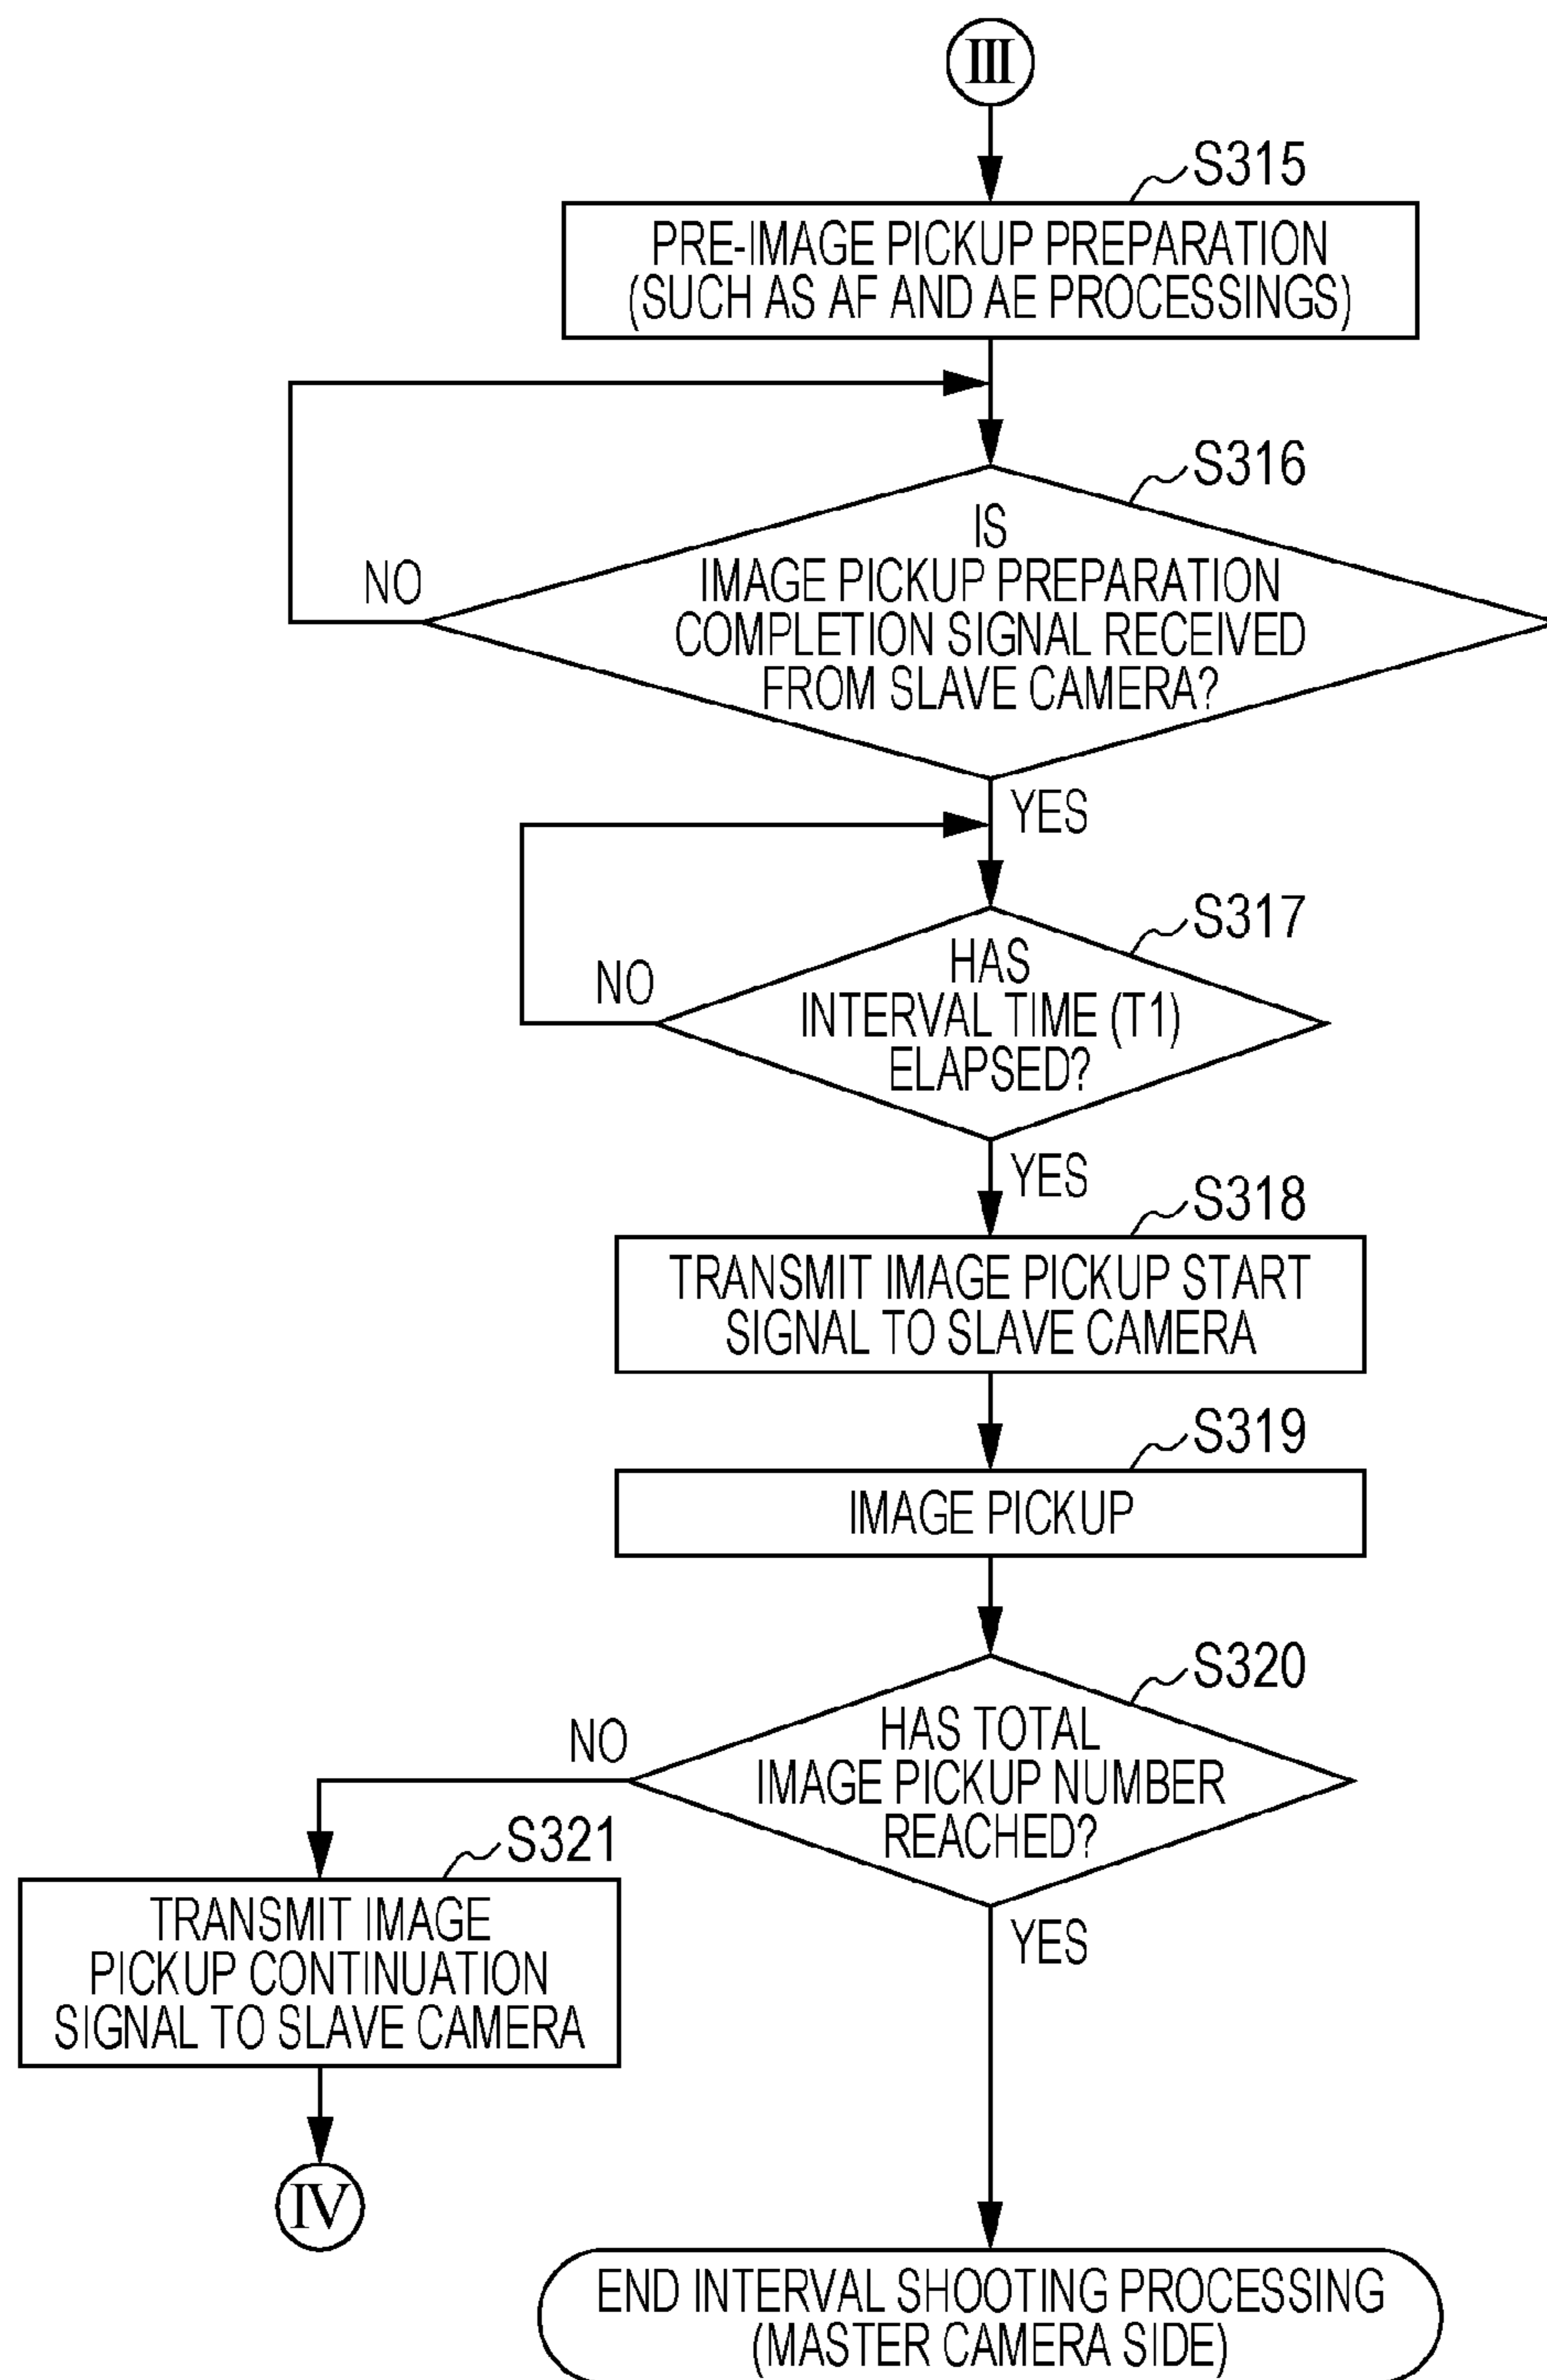 III
S315
PRE-IMAGE PICKUP PREPARATION
(SUCH AS AF AND AE PROCESSINGS)
S316
IS
IMAGE PICKUP PREPARATION
COMPLETION SIGNAL RECEIVED
FROM SLAVE CAMERA?
NO
YES
S317
HAS
INTERVAL TIME (T1)
ELAPSED?
NO
YES
S318
TRANSMIT IMAGE PICKUP START
SIGNAL TO SLAVE CAMERA
S319
IMAGE PICKUP
S320
HAS TOTAL
IMAGE PICKUP NUMBER
REACHED?
NO
S321
TRANSMIT IMAGE
PICKUP CONTINUATION
SIGNAL TO SLAVE CAMERA
YES
IV
END INTERVAL SHOOTING PROCESSING
(MASTER CAMERA SIDE)